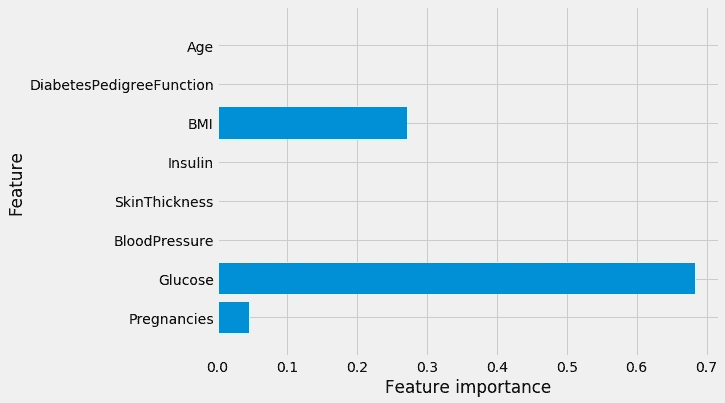 Age
DiabetesPedigreeFunction
BMI
Insulin
SkinThickness
BloodPressure
Glucose
Pregnancies
Feature
0.0 0.1 0.2 0.3 0.4 0.5 0.6 0.7
Feature importance